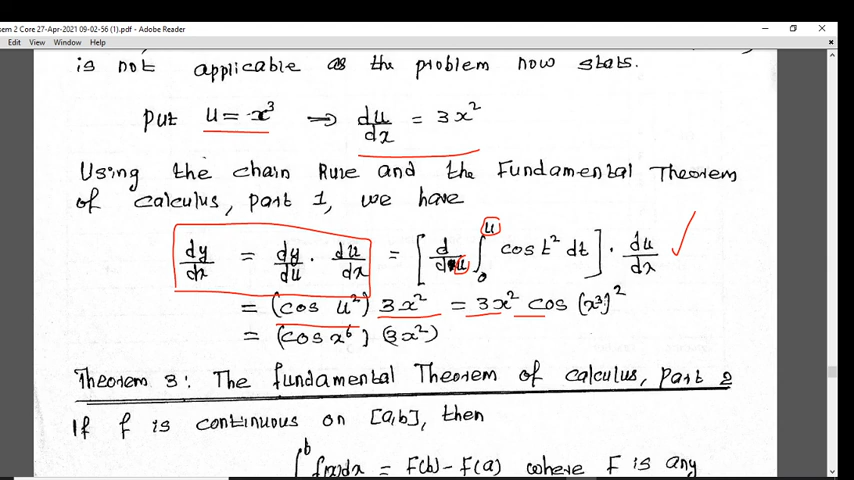 sem 2 Core 27-Apr-2021 09-02-56 (1).pdf - Adobe Reader
Edit View Window Help
is not applicable as the problem now stats.
Put u = x³ ⇒ du/dx = 3x²
Using the chain Rule and the Fundamental Theorem
of calculus, part 1, we have
dy/dx = dy/du · du/dx = [d/du ∫₀ᵘ cos t² dt] · du/dx ✓
= (cos u²) 3x² = 3x² cos (x³)²
= (cos x⁶) (3x²)
Theorem 3: The fundamental Theorem of calculus, part 2
If f is continuous on [a,b], then
∫ᵇ f(x)dx = F(b) - F(a) where F is any